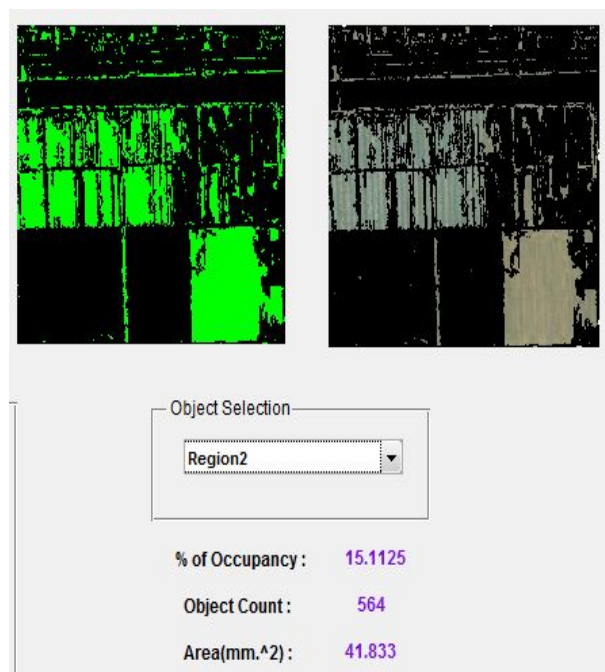 Object Selection
Region2
% of Occupancy : 15.1125
Object Count : 564
Area(mm.^2) : 41.833